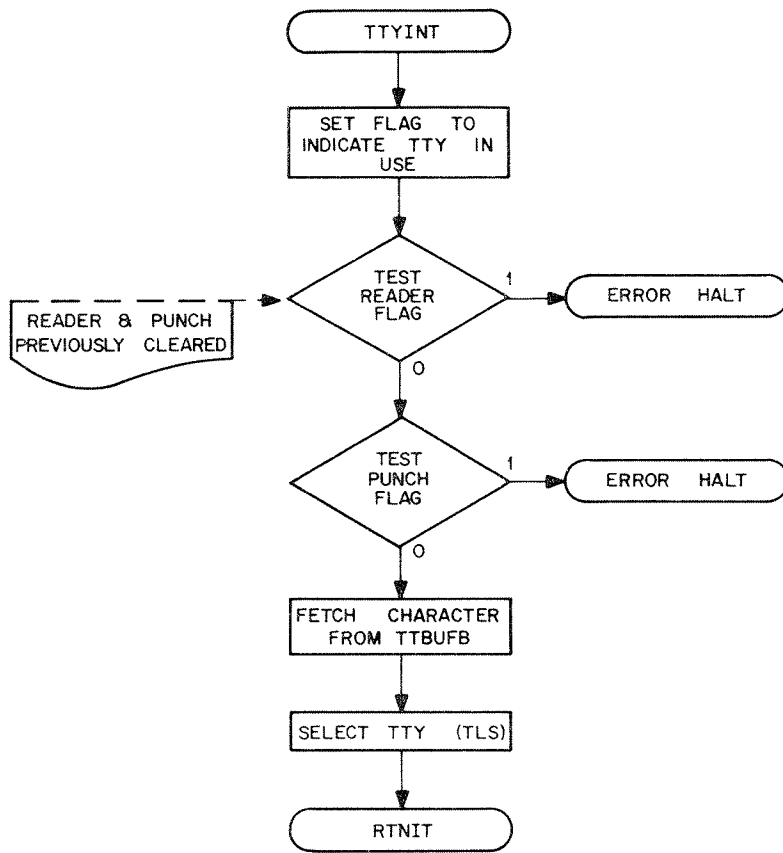 TTYINT
SET FLAG TO
INDICATE TTY IN
USE
TEST
READER
FLAG
1
ERROR HALT
READER & PUNCH
PREVIOUSLY CLEARED
0
TEST
PUNCH
FLAG
1
ERROR HALT
0
FETCH CHARACTER
FROM TTBUFB
SELECT TTY (TLS)
RTNIT